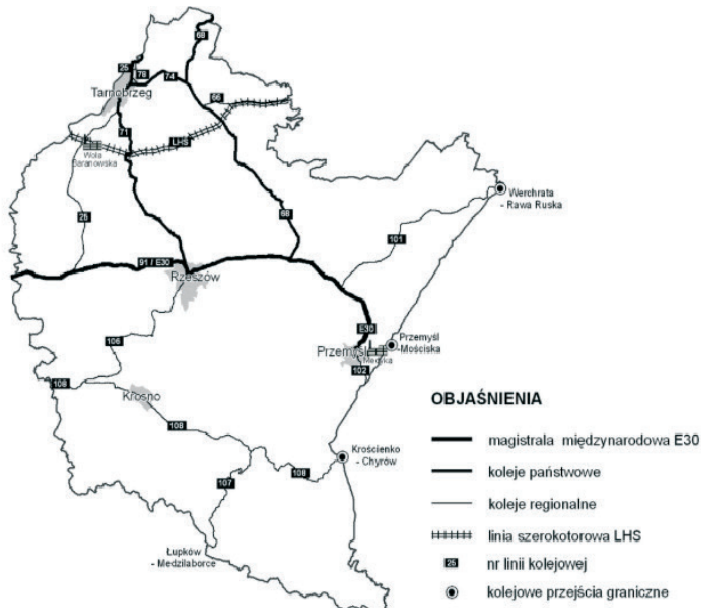 68
25
78
74
Tarnobrzeg
66
71
LHS
Wola
Baranowska
Werchrata
- Rawa Ruska
25
68
101
91 / E30
Rzeszów
E30
Przemyśl
- Mościska
Przemyśl
Medyka
102
106
108
Krosno
108
Krościenko
- Chyrów
108
107
Łupków
- Medzilaborce
OBJAŚNIENIA
magistrala międzynarodowa E30
koleje państwowe
koleje regionalne
linia szerokotorowa LHS
25
nr linii kolejowej
kolejowe przejścia graniczne